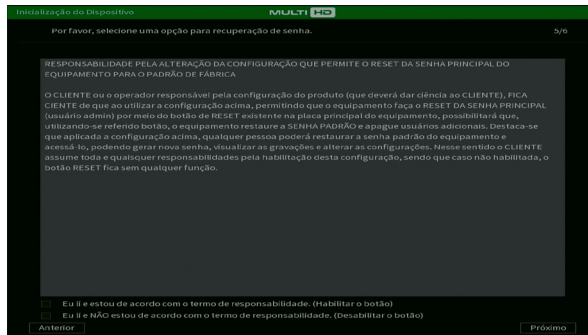 Inicialização do Dispositivo
MULTI HD
Por favor, selecione uma opção para recuperação de senha.
5/6
RESPONSABILIDADE PELA ALTERAÇÃO DA CONFIGURAÇÃO QUE PERMITE O RESET DA SENHA PRINCIPAL DO
EQUIPAMENTO PARA O PADRÃO DE FÁBRICA
O CLIENTE ou o operador responsável pela configuração do produto (que deverá dar ciência ao CLIENTE), FICA
CIENTE de que ao utilizar a configuração acima, permitindo que o equipamento faça o RESET DA SENHA PRINCIPAL
(usuário admin) por meio do botão de RESET existente na placa principal do equipamento, possibilitará que,
utilizando-se referido botão, o equipamento restaure a SENHA PADRÃO e apague usuários adicionais. Destaca-se
que aplicada a configuração acima, qualquer pessoa poderá restaurar a senha padrão do equipamento e
acessá-lo, podendo gerar nova senha, visualizar as gravações e alterar as configurações. Nesse sentido o CLIENTE
assume toda e quaisquer responsabilidades pela habilitação desta configuração, sendo que caso não habilitada, o
botão RESET fica sem qualquer função.
Eu li e estou de acordo com o termo de responsabilidade. (Habilitar o botão)
Eu li e NÃO estou de acordo com o termo de responsabilidade. (Desabilitar o botão)
Anterior
Próximo